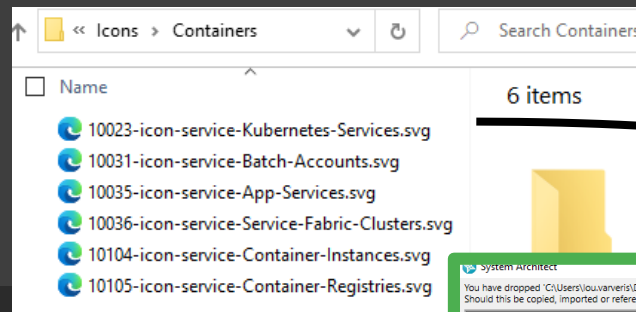 « Icons > Containers
Search Containers
Name
6 items
10023-icon-service-Kubernetes-Services.svg
10031-icon-service-Batch-Accounts.svg
10035-icon-service-App-Services.svg
10036-icon-service-Service-Fabric-Clusters.svg
10104-icon-service-Container-Instances.svg
10105-icon-service-Container-Registries.svg
System Architect
You have dropped 'C:\Users\lou.varveris\
Should this be copied, imported or refere